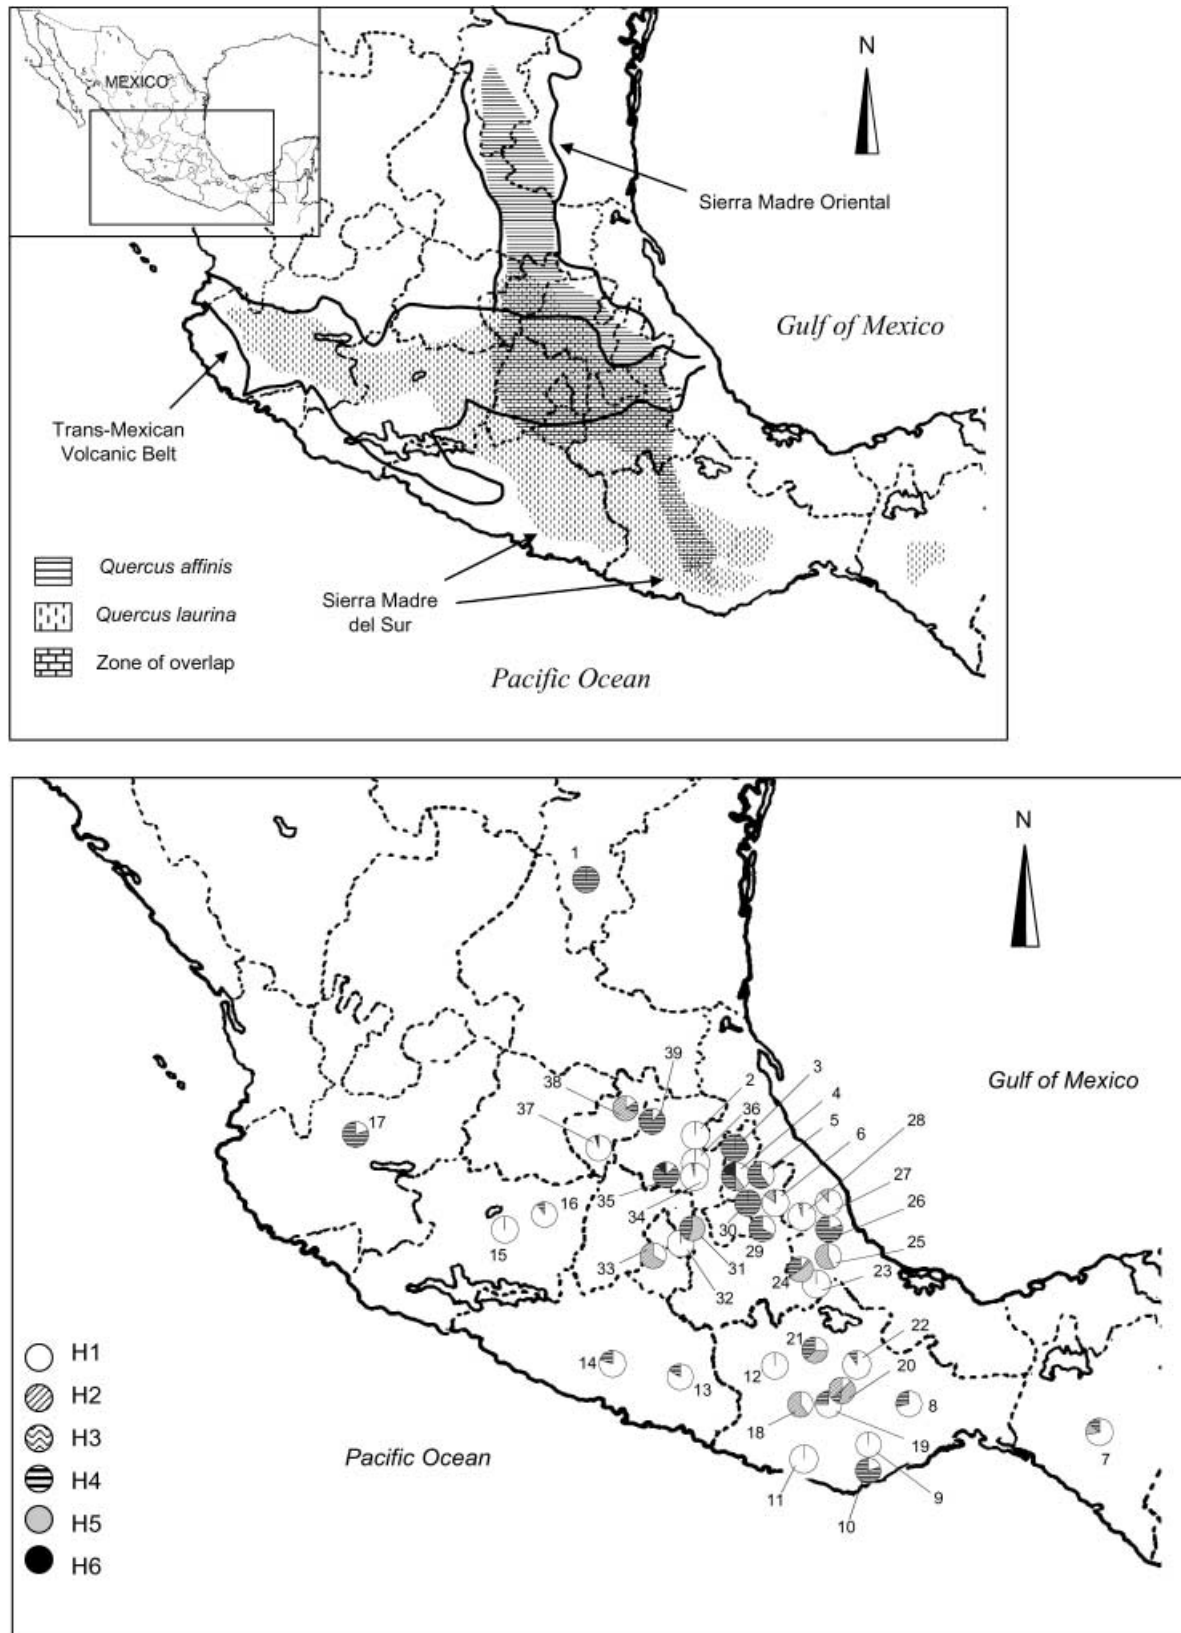 MEXICO
N
Sierra Madre Oriental
Gulf of Mexico
Trans-Mexican
Volcanic Belt
Quercus affinis
Quercus laurina
Zone of overlap
Sierra Madre
del Sur
Pacific Ocean
N
1
Gulf of Mexico
39
2
3
38
36
4
37
5
28
17
6
27
35
26
34
16
30
15
29
25
33
31
24
23
32
21
22
14
12
20
13
8
18
19
7
11
9
10
Pacific Ocean
H1
H2
H3
H4
H5
H6